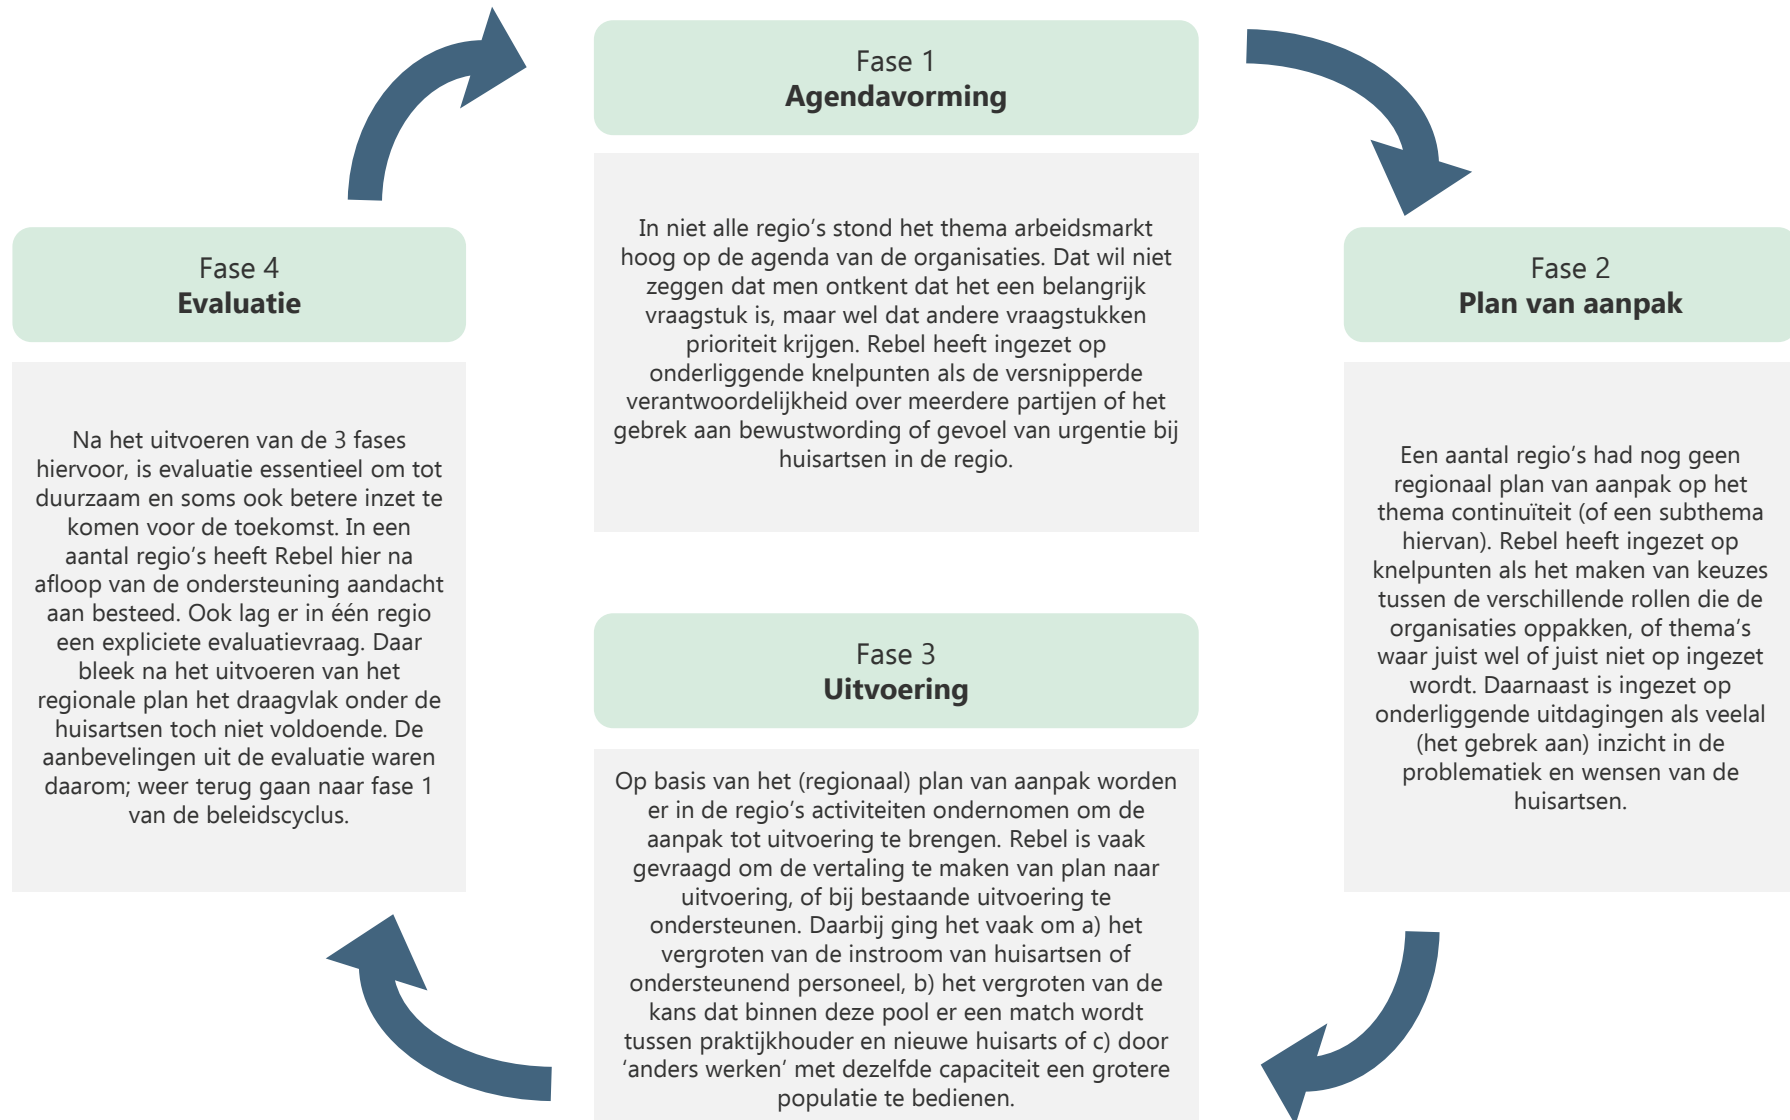 Fase 1
Agendavorming
In niet alle regio’s stond het thema arbeidsmarkt
hoog op de agenda van de organisaties. Dat wil niet
zeggen dat men ontkent dat het een belangrijk
vraagstuk is, maar wel dat andere vraagstukken
prioriteit krijgen. Rebel heeft ingezet op
onderliggende knelpunten als de versnipperde
verantwoordelijkheid over meerdere partijen of het
gebrek aan bewustwording of gevoel van urgentie bij
huisartsen in de regio.
Fase 2
Plan van aanpak
Een aantal regio’s had nog geen
regionaal plan van aanpak op het
thema continuïteit (of een subthema
hiervan). Rebel heeft ingezet op
knelpunten als het maken van keuzes
tussen de verschillende rollen die de
organisaties oppakken, of thema’s
waar juist wel of juist niet op ingezet
wordt. Daarnaast is ingezet op
onderliggende uitdagingen als veelal
(het gebrek aan) inzicht in de
problematiek en wensen van de
huisartsen.
Fase 3
Uitvoering
Op basis van het (regionaal) plan van aanpak worden
er in de regio’s activiteiten ondernomen om de
aanpak tot uitvoering te brengen. Rebel is vaak
gevraagd om de vertaling te maken van plan naar
uitvoering, of bij bestaande uitvoering te
ondersteunen. Daarbij ging het vaak om a) het
vergroten van de instroom van huisartsen of
ondersteunend personeel, b) het vergroten van de
kans dat binnen deze pool er een match wordt
tussen praktijkhouder en nieuwe huisarts of c) door
‘anders werken’ met dezelfde capaciteit een grotere
populatie te bedienen.
Fase 4
Evaluatie
Na het uitvoeren van de 3 fases
hiervoor, is evaluatie essentieel om tot
duurzaam en soms ook betere inzet te
komen voor de toekomst. In een
aantal regio’s heeft Rebel hier na
afloop van de ondersteuning aandacht
aan besteed. Ook lag er in één regio
een expliciete evaluatievraag. Daar
bleek na het uitvoeren van het
regionale plan het draagvlak onder de
huisartsen toch niet voldoende. De
aanbevelingen uit de evaluatie waren
daarom; weer terug gaan naar fase 1
van de beleidscyclus.